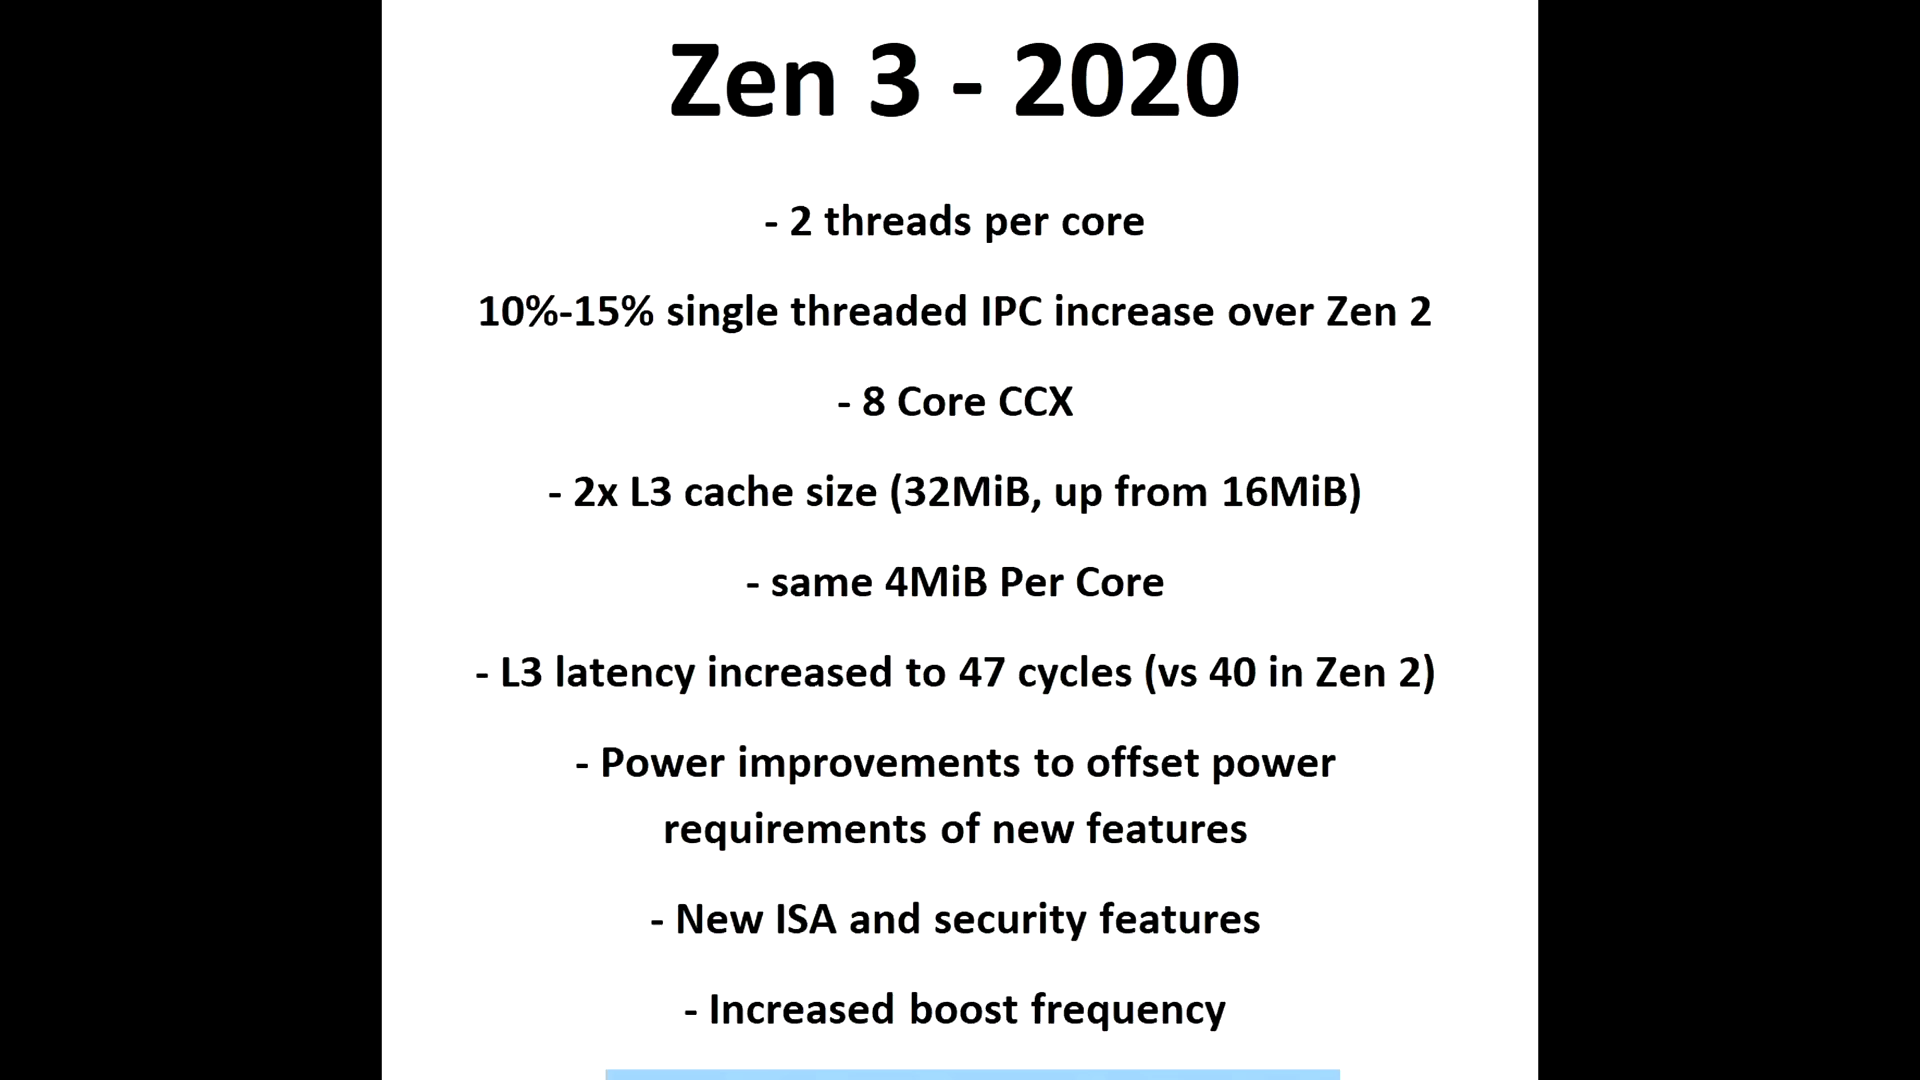 Zen 3 - 2020
- 2 threads per core
10%-15% single threaded IPC increase over Zen 2
- 8 Core CCX
- 2x L3 cache size (32MiB, up from 16MiB)
- same 4MiB Per Core
- L3 latency increased to 47 cycles (vs 40 in Zen 2)
- Power improvements to offset power
requirements of new features
- New ISA and security features
- Increased boost frequency